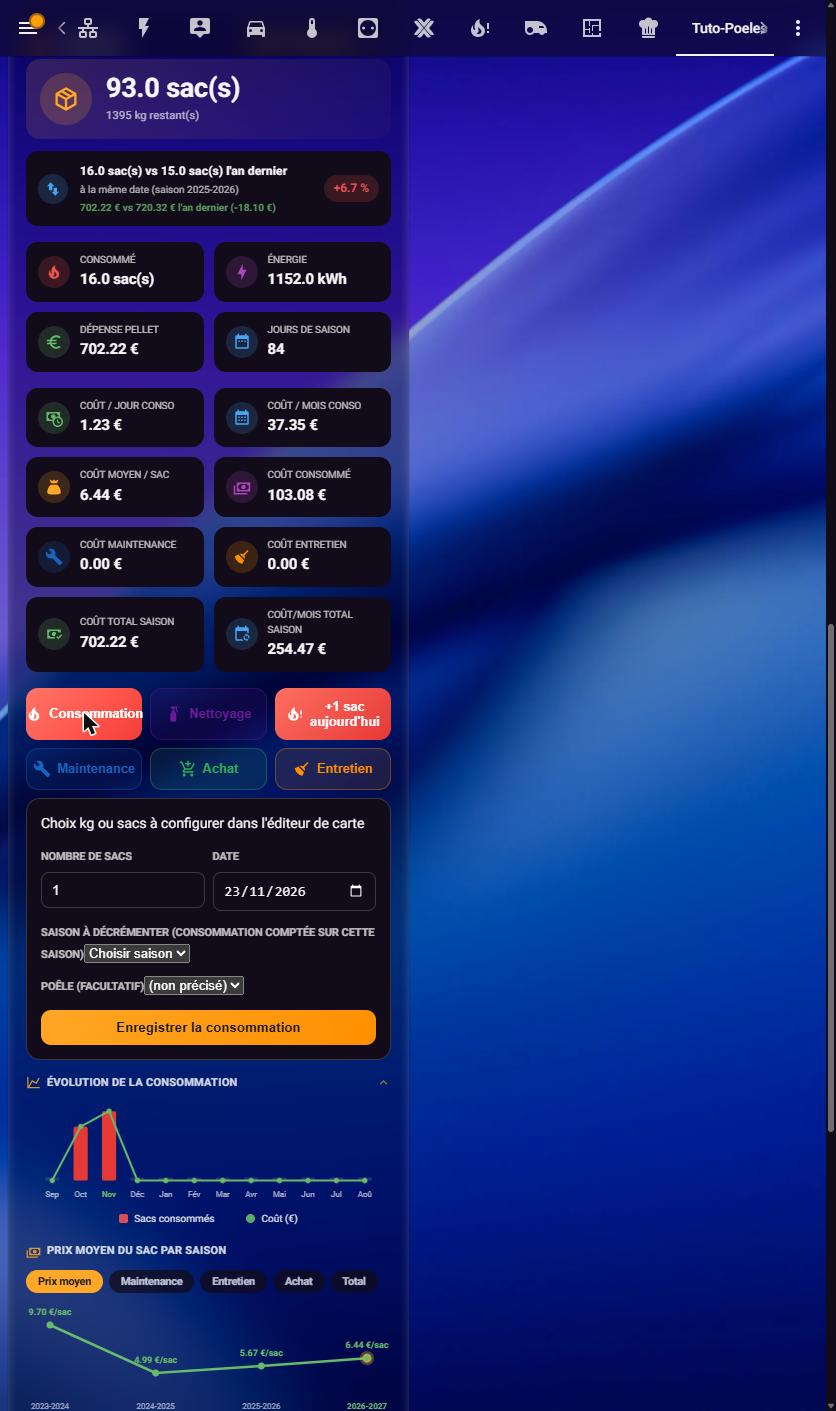 Tuto-Poeles
93.0 sac(s)
1395 kg restant(s)
16.0 sac(s) vs 15.0 sac(s) l'an dernier
à la même date (saison 2025-2026)
702.22 € vs 720.32 € l'an dernier (-18.10 €)
+6.7 %
CONSOMMÉ
16.0 sac(s)
ÉNERGIE
1152.0 kWh
DÉPENSE PELLET
702.22 €
JOURS DE SAISON
84
COÛT / JOUR CONSO
1.23 €
COÛT / MOIS CONSO
37.35 €
COÛT MOYEN / SAC
6.44 €
COÛT CONSOMMÉ
103.08 €
COÛT MAINTENANCE
0.00 €
COÛT ENTRETIEN
0.00 €
COÛT TOTAL SAISON
702.22 €
COÛT/MOIS TOTAL
SAISON
254.47 €
Consommation
Nettoyage
+1 sac
aujourd'hui
Maintenance
Achat
Entretien
Choix kg ou sacs à configurer dans l'éditeur de carte
NOMBRE DE SACS
DATE
1
23/11/2026
SAISON À DÉCRÉMENTER (CONSOMMATION COMPTÉE SUR CETTE
SAISON) Choisir saison
POÊLE (FACULTATIF) (non précisé)
Enregistrer la consommation
ÉVOLUTION DE LA CONSOMMATION
Sep Oct Nov Déc Jan Fév Mar Avr Mai Jun Jul Aoû
Sacs consommés
Coût (€)
PRIX MOYEN DU SAC PAR SAISON
Prix moyen
Maintenance
Entretien
Achat
Total
9.70 €/sac
4.99 €/sac
5.67 €/sac
6.44 €/sac
2023-2024
2024-2025
2025-2026
2026-2027